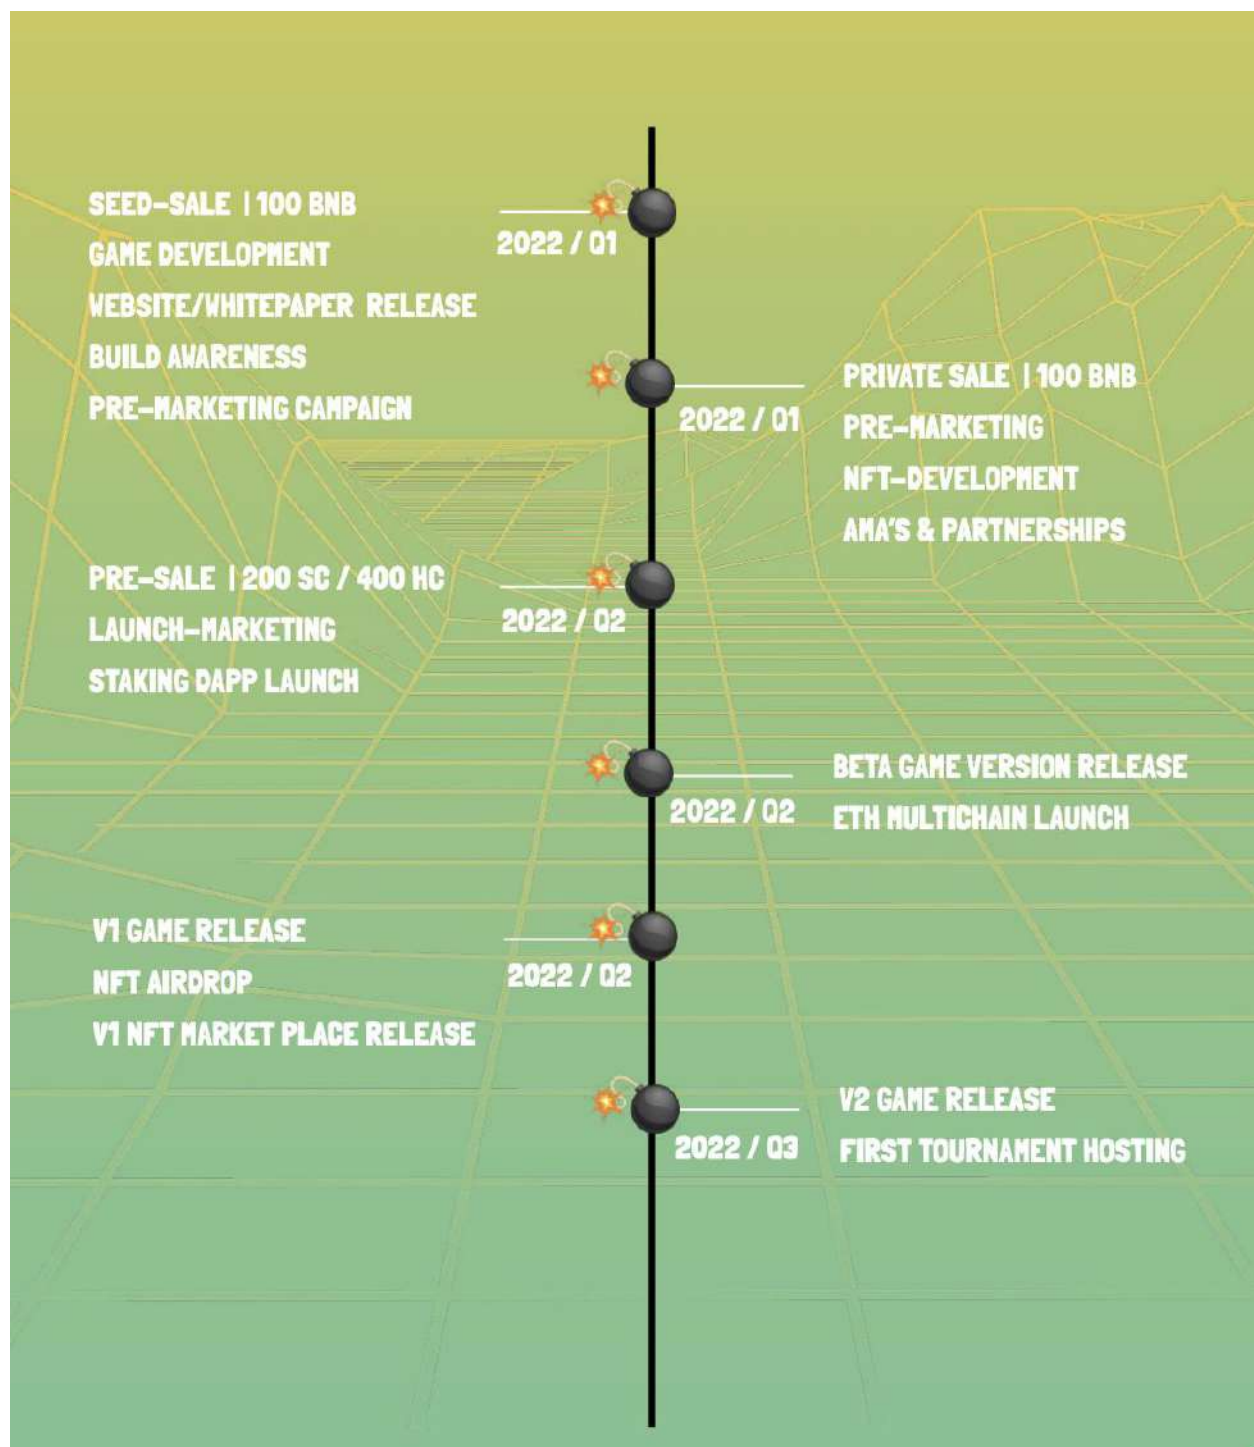 SEED-SALE | 100 BNB
GAME DEVELOPMENT
WEBSITE/WHITEPAPER RELEASE
BUILD AWARENESS
PRE-MARKETING CAMPAIGN
2022 / Q1
PRIVATE SALE | 100 BNB
PRE-MARKETING
NFT-DEVELOPMENT
AMA'S & PARTNERSHIPS
2022 / Q1
PRE-SALE | 200 SC / 400 HC
LAUNCH-MARKETING
STAKING DAPP LAUNCH
2022 / Q2
BETA GAME VERSION RELEASE
ETH MULTICHAIN LAUNCH
2022 / Q2
V1 GAME RELEASE
NFT AIRDROP
V1 NFT MARKET PLACE RELEASE
2022 / Q2
V2 GAME RELEASE
FIRST TOURNAMENT HOSTING
2022 / Q3